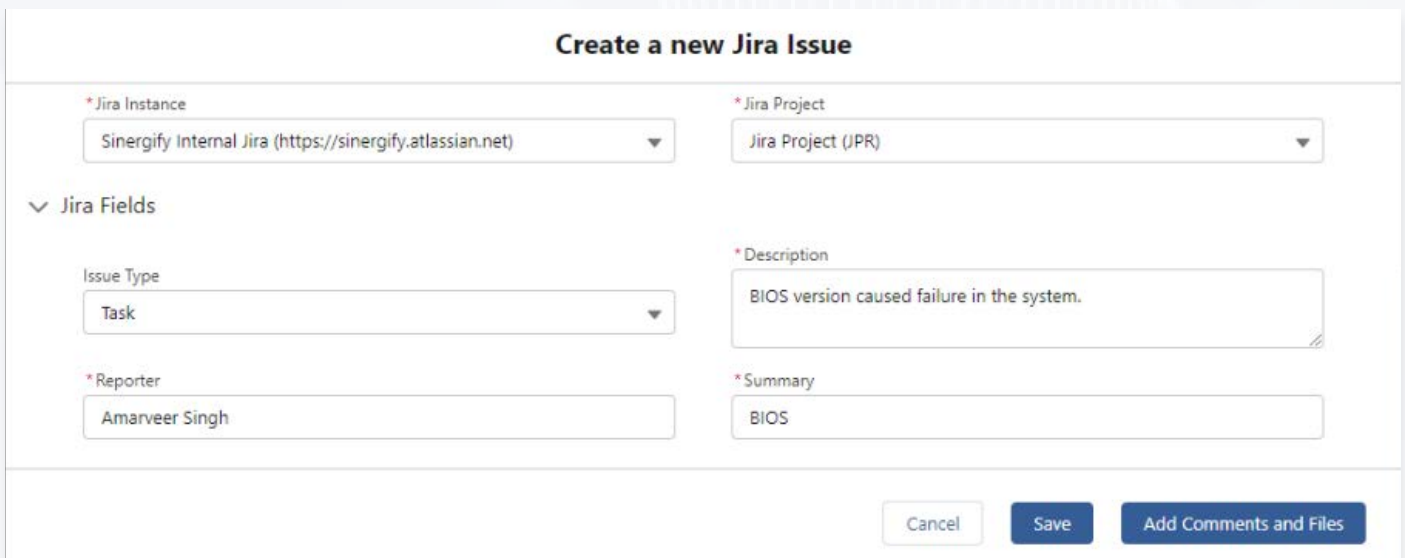 Create a new Jira Issue
*Jira Instance
Sinergify Internal Jira (https://sinergify.atlassian.net)
*Jira Project
Jira Project (JPR)
Jira Fields
Issue Type
Task
*Description
BIOS version caused failure in the system.
*Reporter
Amarveer Singh
*Summary
BIOS
Cancel
Save
Add Comments and Files